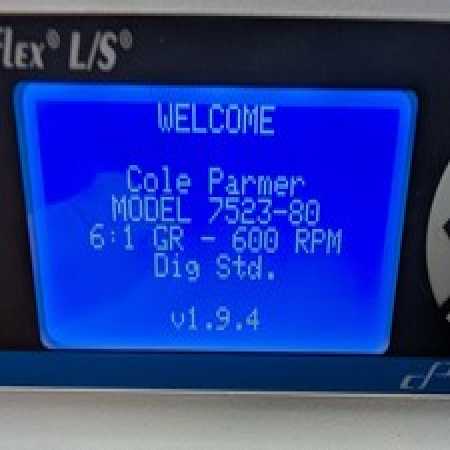 flex® L/S®
WELCOME
Cole Parmer
MODEL 7523-80
6:1 GR - 600 RPM
Dig Std.
v1.9.4